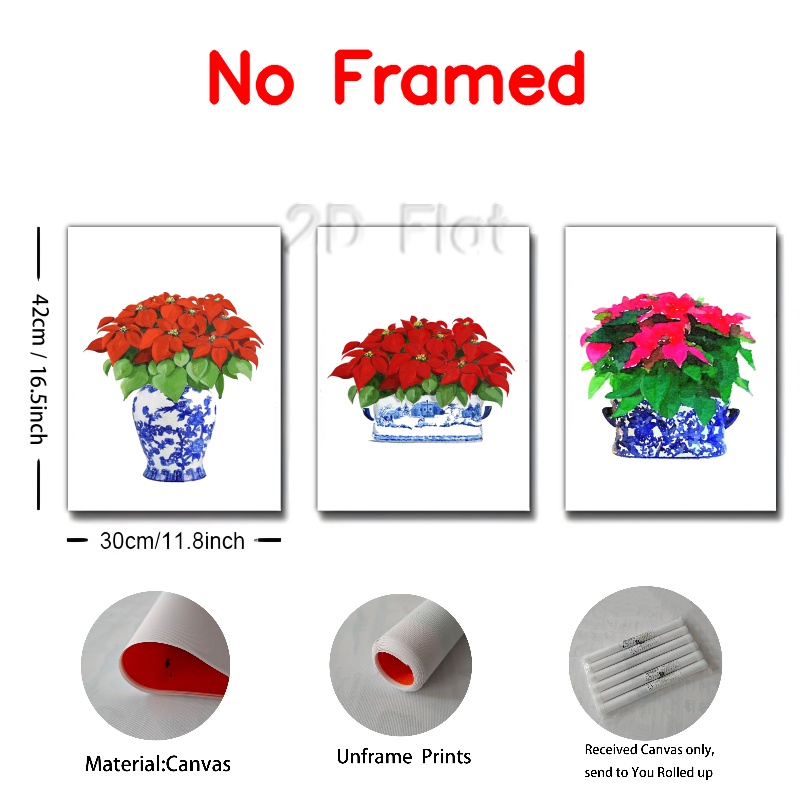 No Framed
2D Flat
42cm / 16.5inch
30cm/11.8inch
Material:Canvas
Unframe Prints
Received Canvas only,
send to You Rolled up